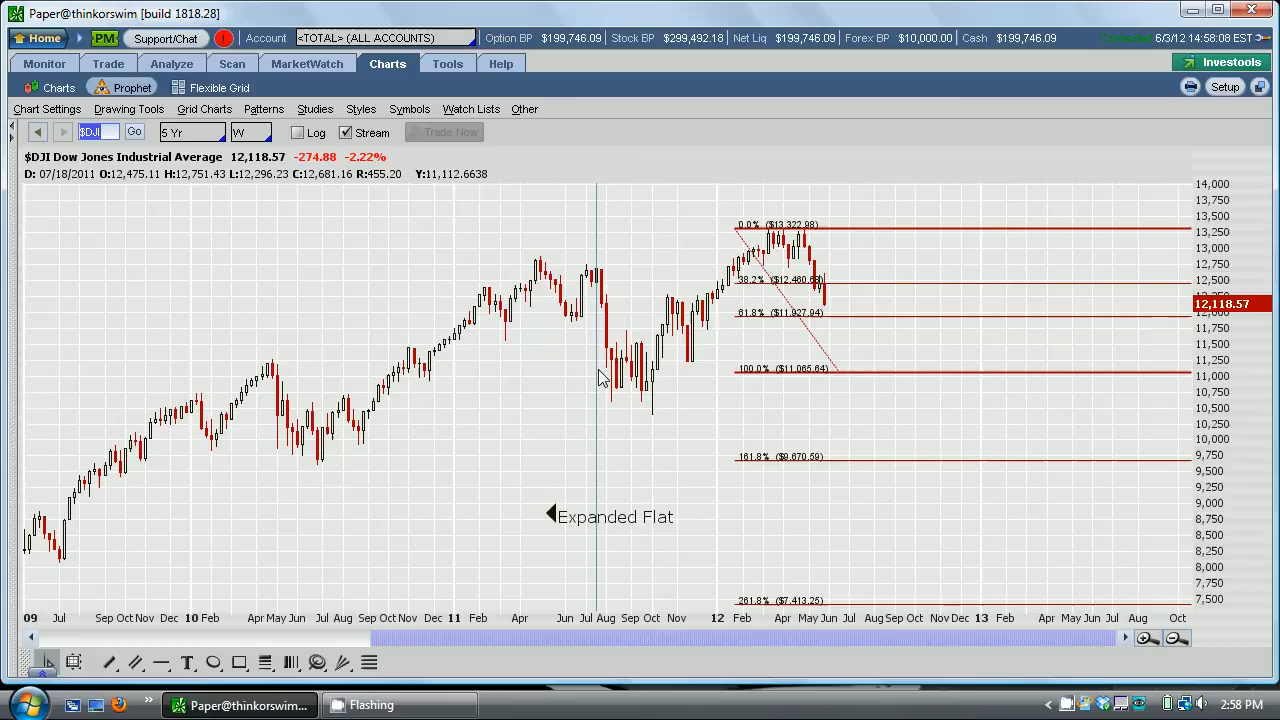 Paper@thinkorswim [build 1818.28]
Home PM Support/Chat ! Account <TOTAL> (ALL ACCOUNTS) Option BP $199,746.09 Stock BP $299,492.18 Net Liq $199,746.09 Forex BP $10,000.00 Cash $199,746.09 Connected 6/3/12 14:58:08 EST
Monitor Trade Analyze Scan MarketWatch Charts Tools Help Investools
Charts Prophet Flexible Grid Setup
Chart Settings Drawing Tools Grid Charts Patterns Studies Styles Symbols Watch Lists Other
$DJI Go 5 Yr W Log Stream Trade Now
$DJI Dow Jones Industrial Average 12,118.57 -274.88 -2.22%
D: 07/18/2011 O:12,475.11 H:12,751.43 L:12,296.23 C:12,681.16 R:455.20 Y:11,112.6638
14,000
13,750
13,500
0.0% ($13,322.98)
13,250
13,000
12,750
38.2% ($12,460.68)
12,500
12,118.57
12,000
61.8% ($11,927.94)
11,750
11,500
11,250
100.0% ($11,065.64)
11,000
10,750
10,500
10,250
10,000
9,750
161.8% ($9,670.59)
9,500
9,250
9,000
Expanded Flat
8,750
8,500
8,250
8,000
7,750
261.8% ($7,413.25)
7,500
09 Jul Sep Oct Nov Dec 10 Feb Apr May Jun Jul Aug Oct Nov Dec 11 Feb Apr Jun Jul Aug Sep Oct Nov 12 Feb Apr May Jun Jul Aug Sep Oct Nov Dec 13 Feb Apr May Jun Jul Aug Oct
T
Paper@thinkorswim... Flashing 2:58 PM